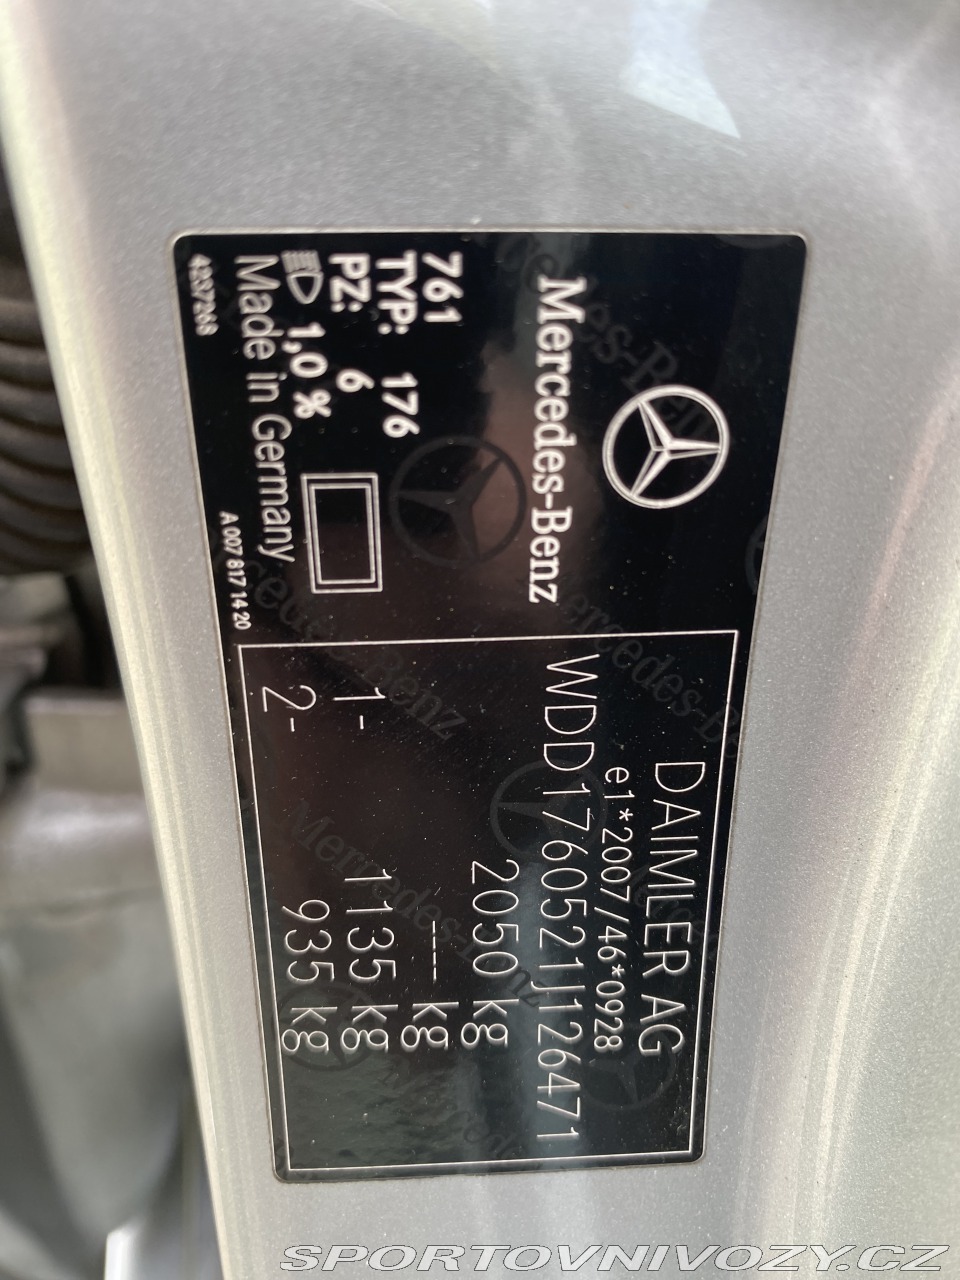 Mercedes-Benz
761
TYP: 176
PZ: 6
1,0 %
Made in Germany
4237266
A 007 817 14 20
DAIMLER AG
e1*2007/46*0928
WDD1760521J126471
2050 kg
---- kg
1- 1135 kg
2- 935 kg
SPORTOVNIVOZY.CZ